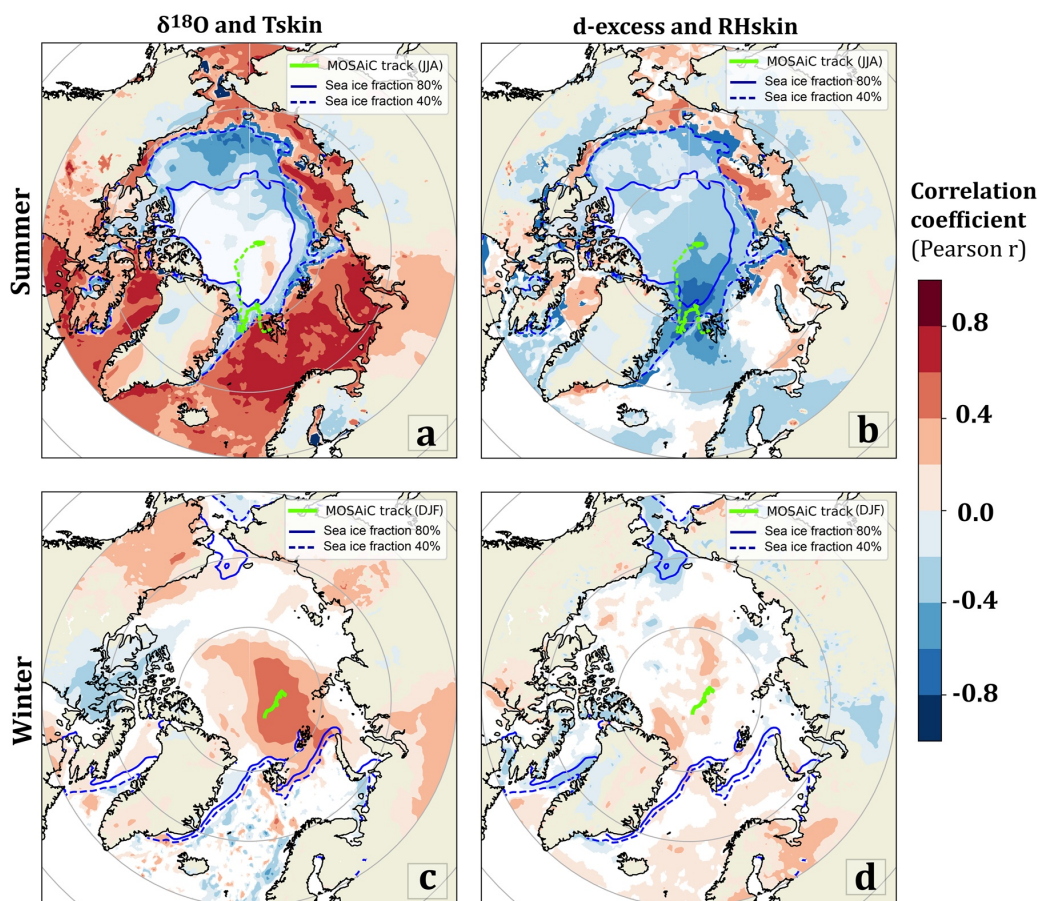 δ¹⁸O and Tskin
d-excess and RHskin
Summer
MOSAiC track (JJA)
Sea ice fraction 80%
Sea ice fraction 40%
a
MOSAiC track (JJA)
Sea ice fraction 80%
Sea ice fraction 40%
b
Winter
MOSAiC track (DJF)
Sea ice fraction 80%
Sea ice fraction 40%
c
MOSAiC track (DJF)
Sea ice fraction 80%
Sea ice fraction 40%
d
Correlation
coefficient
(Pearson r)
0.8
0.4
0.0
-0.4
-0.8